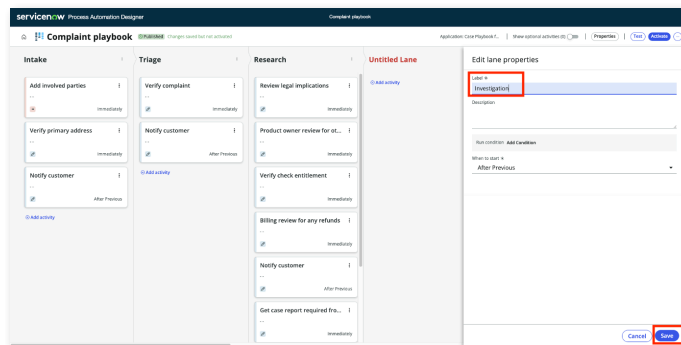 servicenow Process Automation Designer
Complaint playbook
Complaint playbook
Published
Changes saved but not activated
Application: Case Playbook f...
Show optional activities (0)
Properties
Test
Activate
Intake
Add involved parties
...
Immediately
Verify primary address
...
Immediately
Notify customer
...
After Previous
Add activity
Triage
Verify complaint
...
Immediately
Notify customer
...
After Previous
Add activity
Research
Review legal implications
...
Immediately
Product owner review for ot...
...
Immediately
Verify check entitlement
...
Immediately
Billing review for any refunds
...
Immediately
Notify customer
...
After Previous
Get case report required fro...
...
Immediately
Untitled Lane
Add activity
Edit lane properties
Label
Investigation
Description
Run condition Add Condition
When to start
After Previous
Cancel
Save